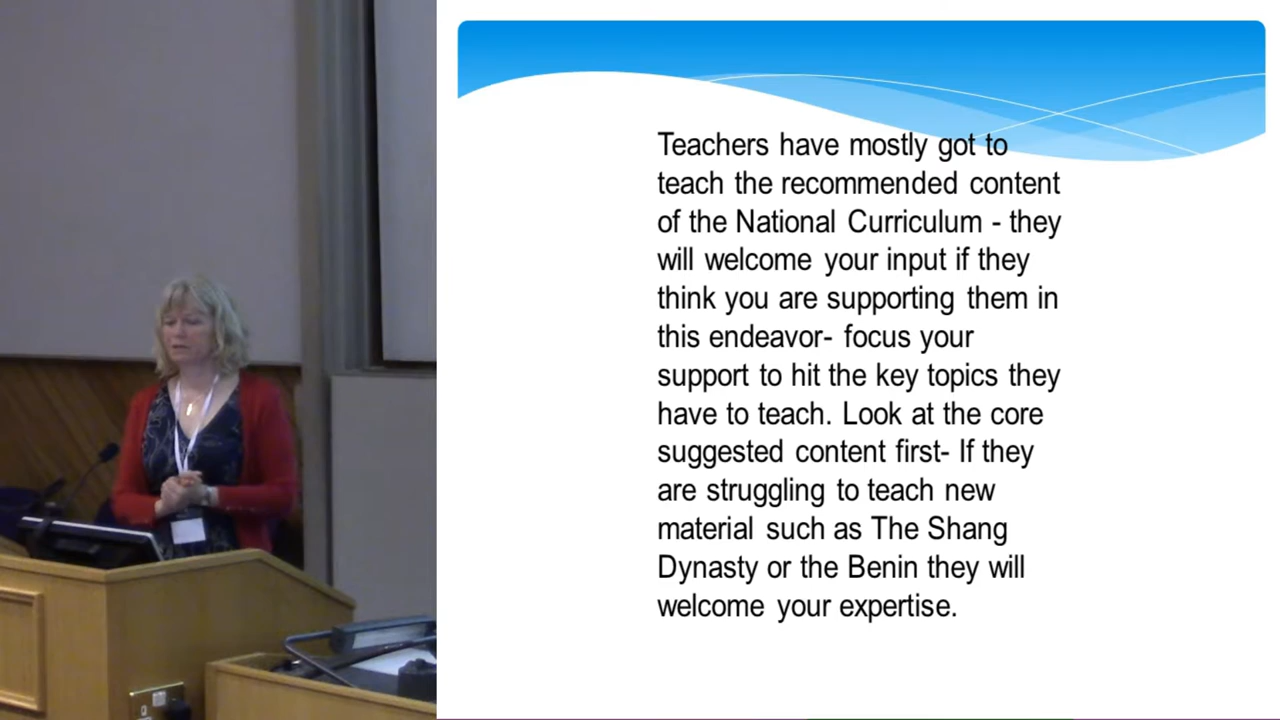 Teachers have mostly got to
teach the recommended content
of the National Curriculum - they
will welcome your input if they
think you are supporting them in
this endeavor- focus your
support to hit the key topics they
have to teach. Look at the core
suggested content first- If they
are struggling to teach new
material such as The Shang
Dynasty or the Benin they will
welcome your expertise.